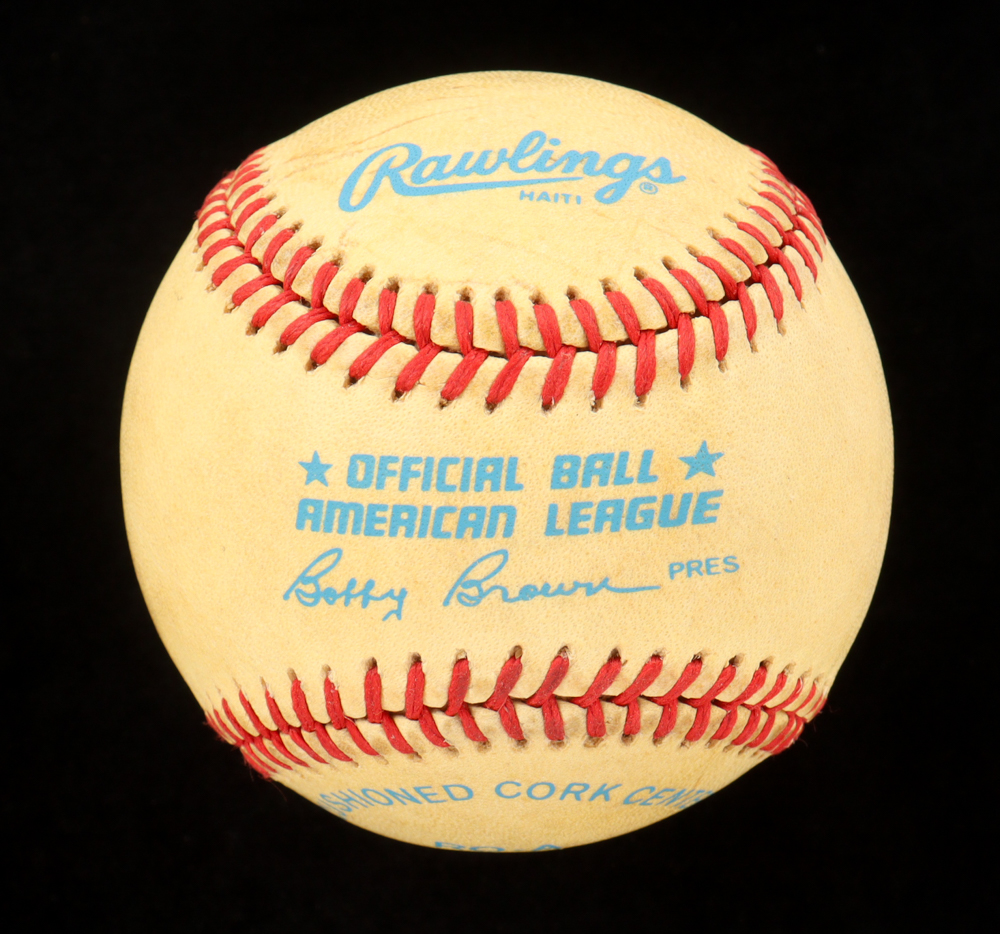 Rawlings ®
HAITI
★ OFFICIAL BALL ★
AMERICAN LEAGUE
Bobby Brown PRES
CORK